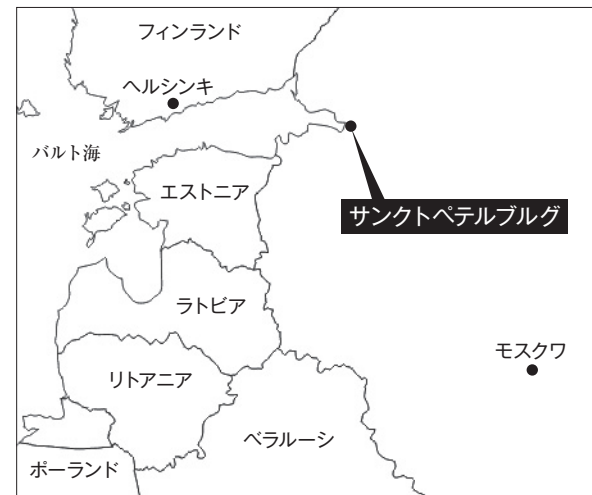 フィンランド
ヘルシンキ
バルト海
エストニア
サンクトペテルブルグ
ラトビア
モスクワ
リトアニア
ベラルーシ
ポーランド